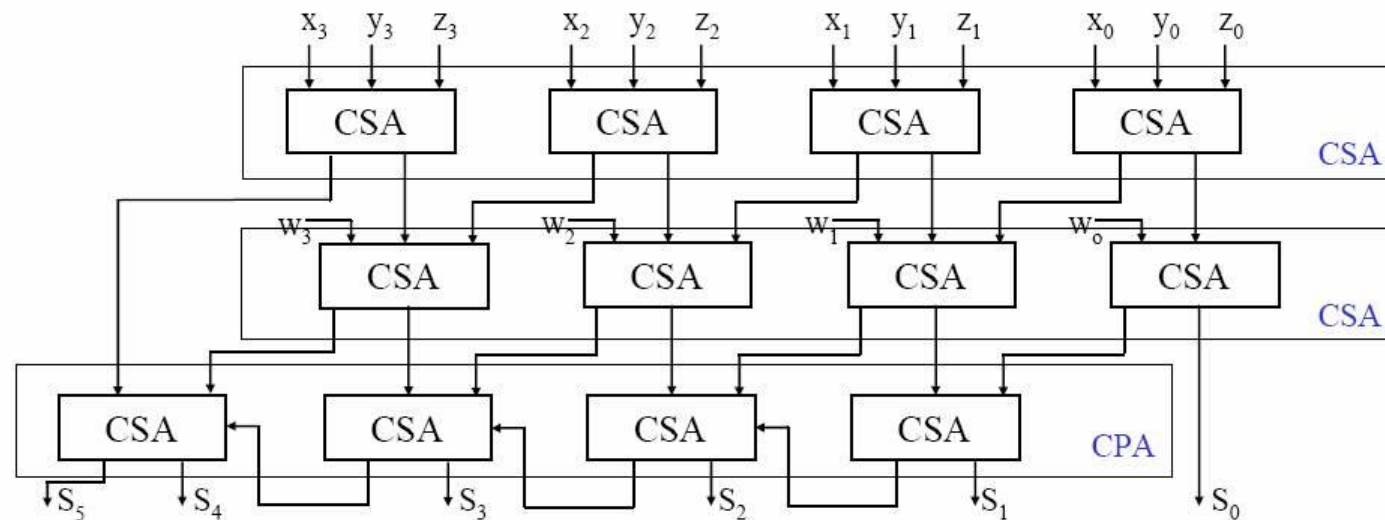 x₃ y₃ z₃ x₂ y₂ z₂ x₁ y₁ z₁ x₀ y₀ z₀
CSA CSA CSA CSA
CSA
w₃ w₂ w₁ wₒ
CSA CSA CSA CSA
CSA
CSA CSA CSA CSA
CPA
S₅ S₄ S₃ S₂ S₁ S₀